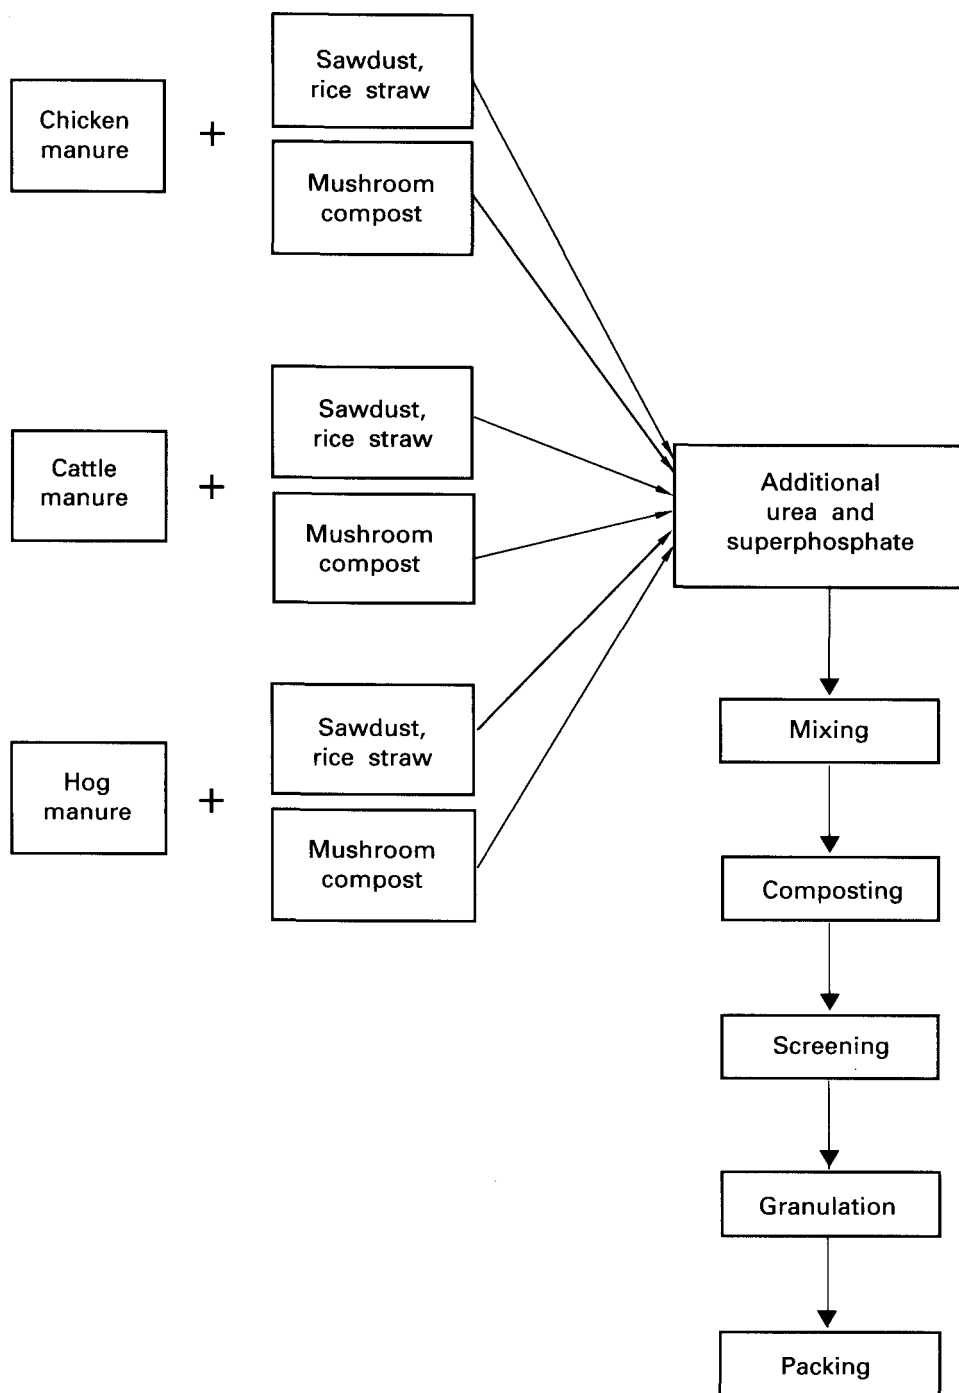 Chicken
manure
+
Sawdust,
rice straw
Mushroom
compost
Cattle
manure
+
Sawdust,
rice straw
Mushroom
compost
Hog
manure
+
Sawdust,
rice straw
Mushroom
compost
Additional
urea and
superphosphate
Mixing
Composting
Screening
Granulation
Packing